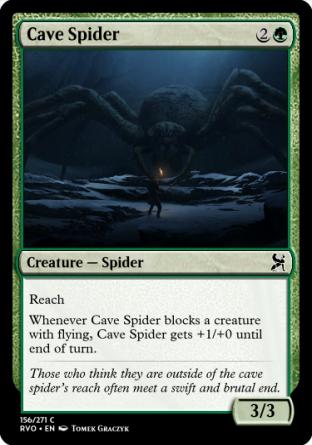 Cave Spider 2
Creature — Spider
Reach
Whenever Cave Spider blocks a creature
with flying, Cave Spider gets +1/+0 until
end of turn.
Those who think they are outside of the cave
spider's reach often meet a swift and brutal end.
3/3
156/271 C
RVO • EN Tomek Graczyk